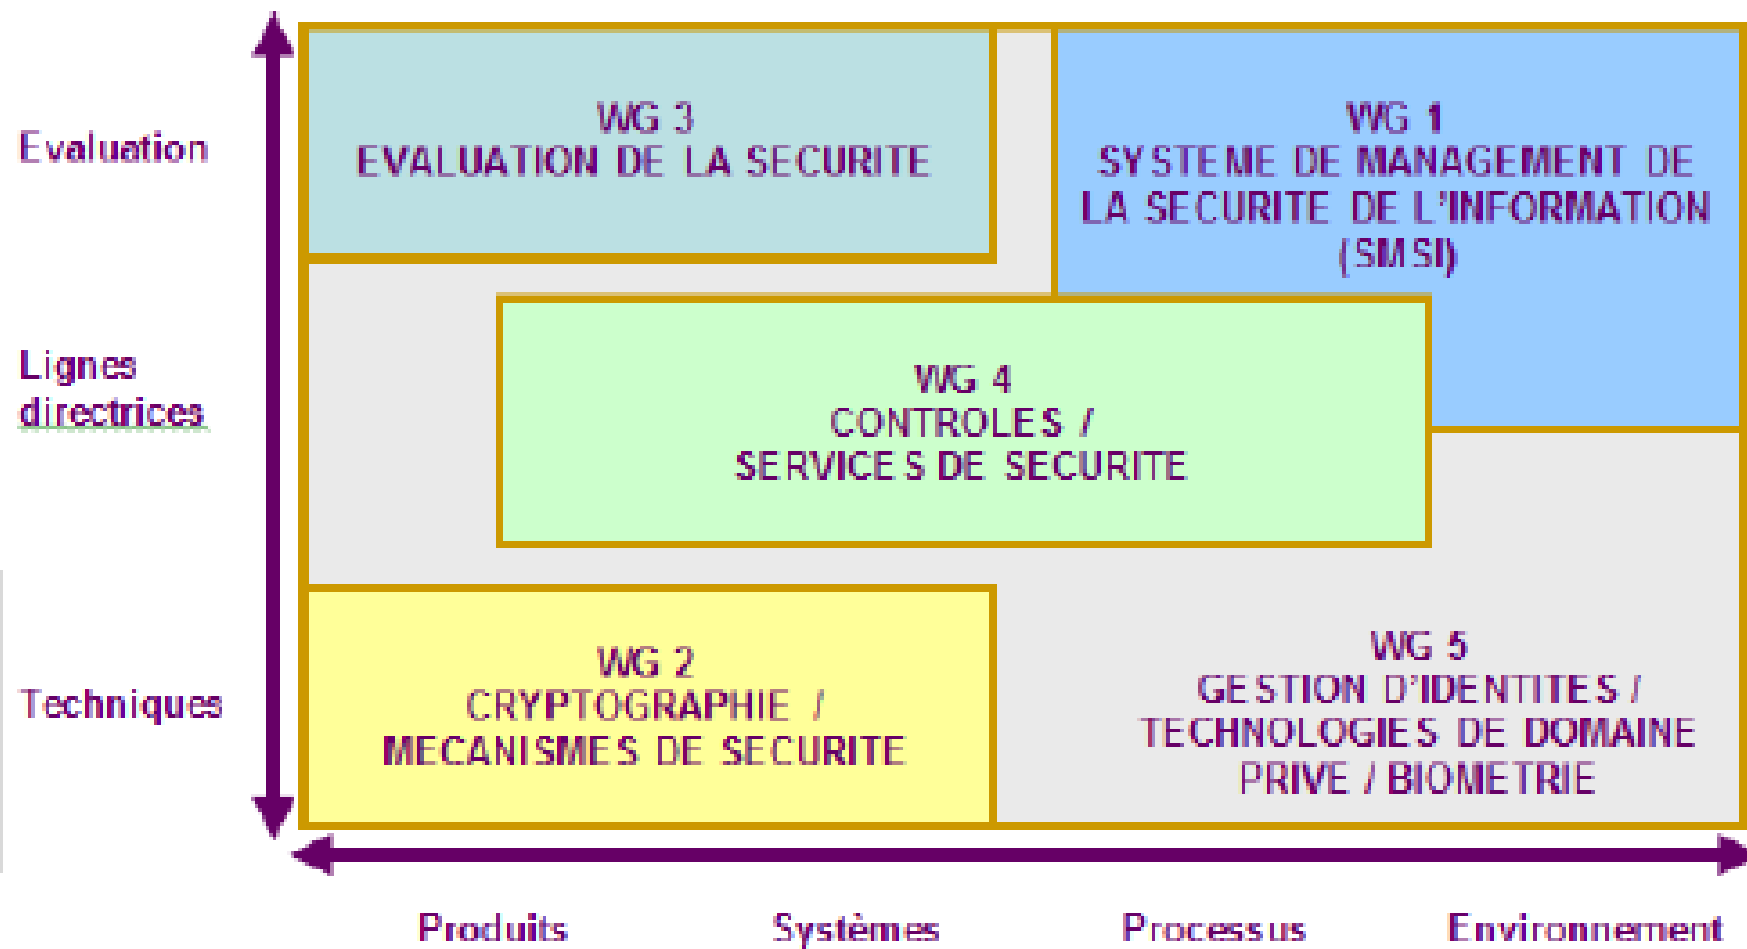 Evaluation
WG 3
EVALUATION DE LA SECURITE
WG 1
SYSTEME DE MANAGEMENT DE
LA SECURITE DE L'INFORMATION
(SMSI)
Lignes
directrices
WG 4
CONTROLES /
SERVICES DE SECURITE
Techniques
WG 2
CRYPTOGRAPHIE /
MECANISMES DE SECURITE
WG 5
GESTION D'IDENTITES /
TECHNOLOGIES DE DOMAINE
PRIVE / BIOMETRIE
Produits
Systèmes
Processus
Environnement